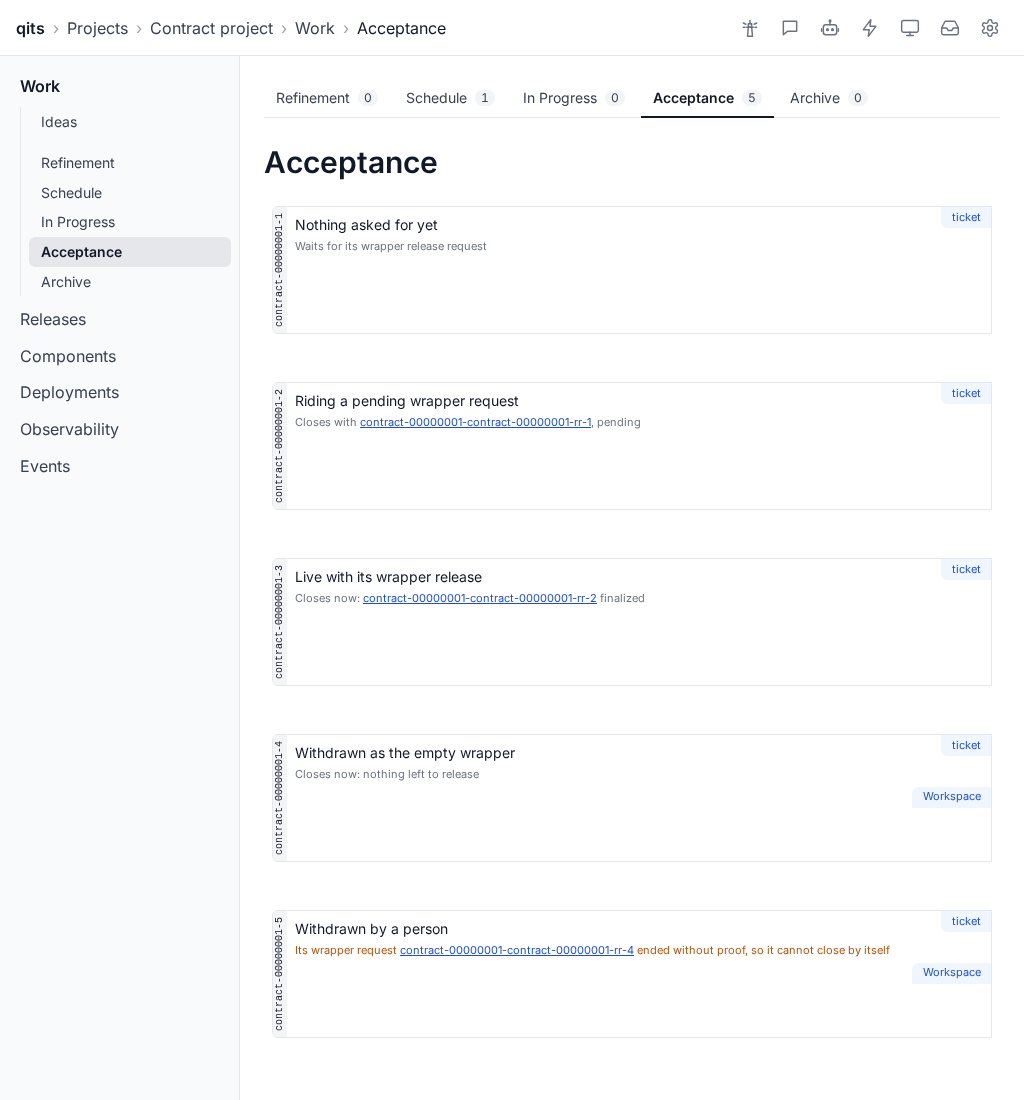 qits › Projects › Contract project › Work › Acceptance
Work
Ideas
Refinement
Schedule
In Progress
Acceptance
Archive
Releases
Components
Deployments
Observability
Events
Refinement 0 Schedule 1 In Progress 0 Acceptance 5 Archive 0
Acceptance
contract-00000001-1
Nothing asked for yet
ticket
Waits for its wrapper release request
contract-00000001-2
Riding a pending wrapper request
ticket
Closes with contract-00000001-contract-00000001-rr-1, pending
contract-00000001-3
Live with its wrapper release
ticket
Closes now: contract-00000001-contract-00000001-rr-2 finalized
contract-00000001-4
Withdrawn as the empty wrapper
ticket
Closes now: nothing left to release
Workspace
contract-00000001-5
Withdrawn by a person
ticket
Its wrapper request contract-00000001-contract-00000001-rr-4 ended without proof, so it cannot close by itself
Workspace